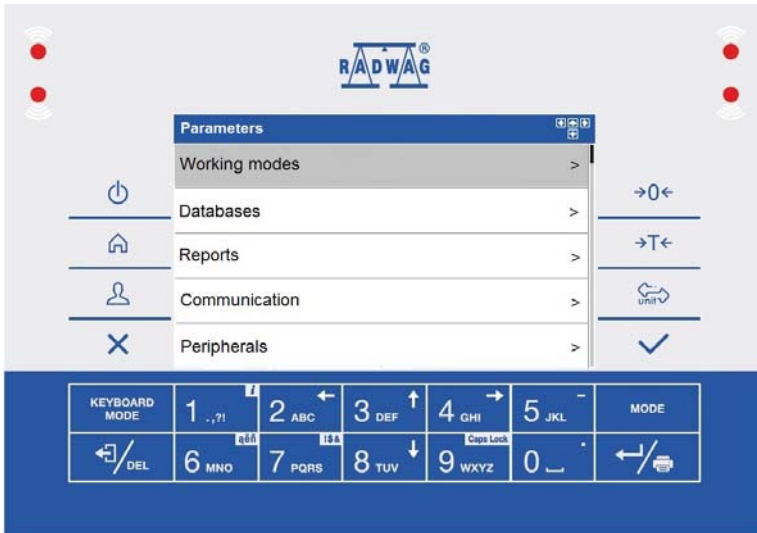 RADWAG®
Parameters
Working modes >
Databases >
Reports >
Communication >
Peripherals >
→0←
→T←
unit
KEYBOARD MODE
1 .,?! i
2 ABC ←
3 DEF ↑
4 GHI →
5 JKL -
MODE
DEL
6 MNO ąêñ
7 PQRS !$&
8 TUV ↓
9 WXYZ Caps Lock
0 .